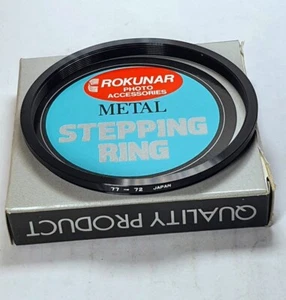 ROKUNAR
PHOTO
ACCESSORIES
METAL
STEPPING
RING
77 — 72 JAPAN
QUALITY PRODUCT